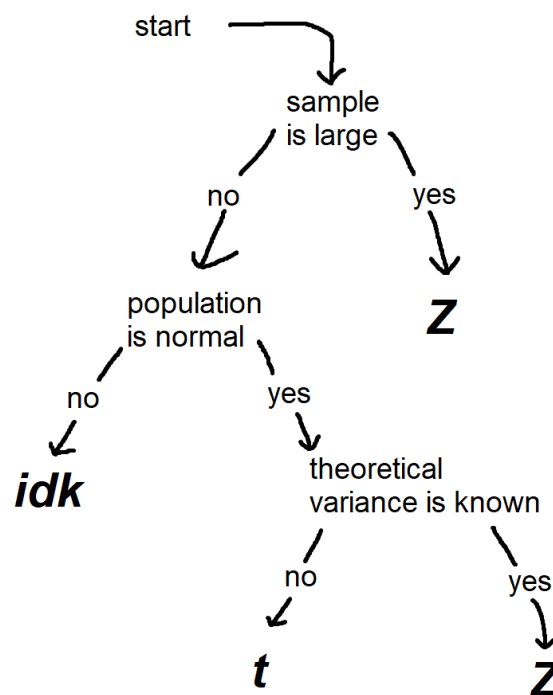 start
sample
is large
no
yes
population
is normal
Z
no
yes
idk
theoretical
variance is known
no
yes
t
Z